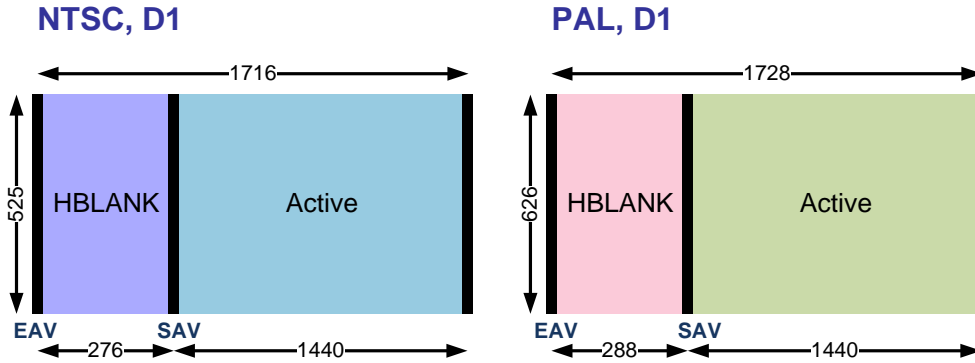 NTSC, D1
PAL, D1
1716
1728
525
HBLANK
Active
626
HBLANK
Active
EAV
SAV
EAV
SAV
276
1440
288
1440